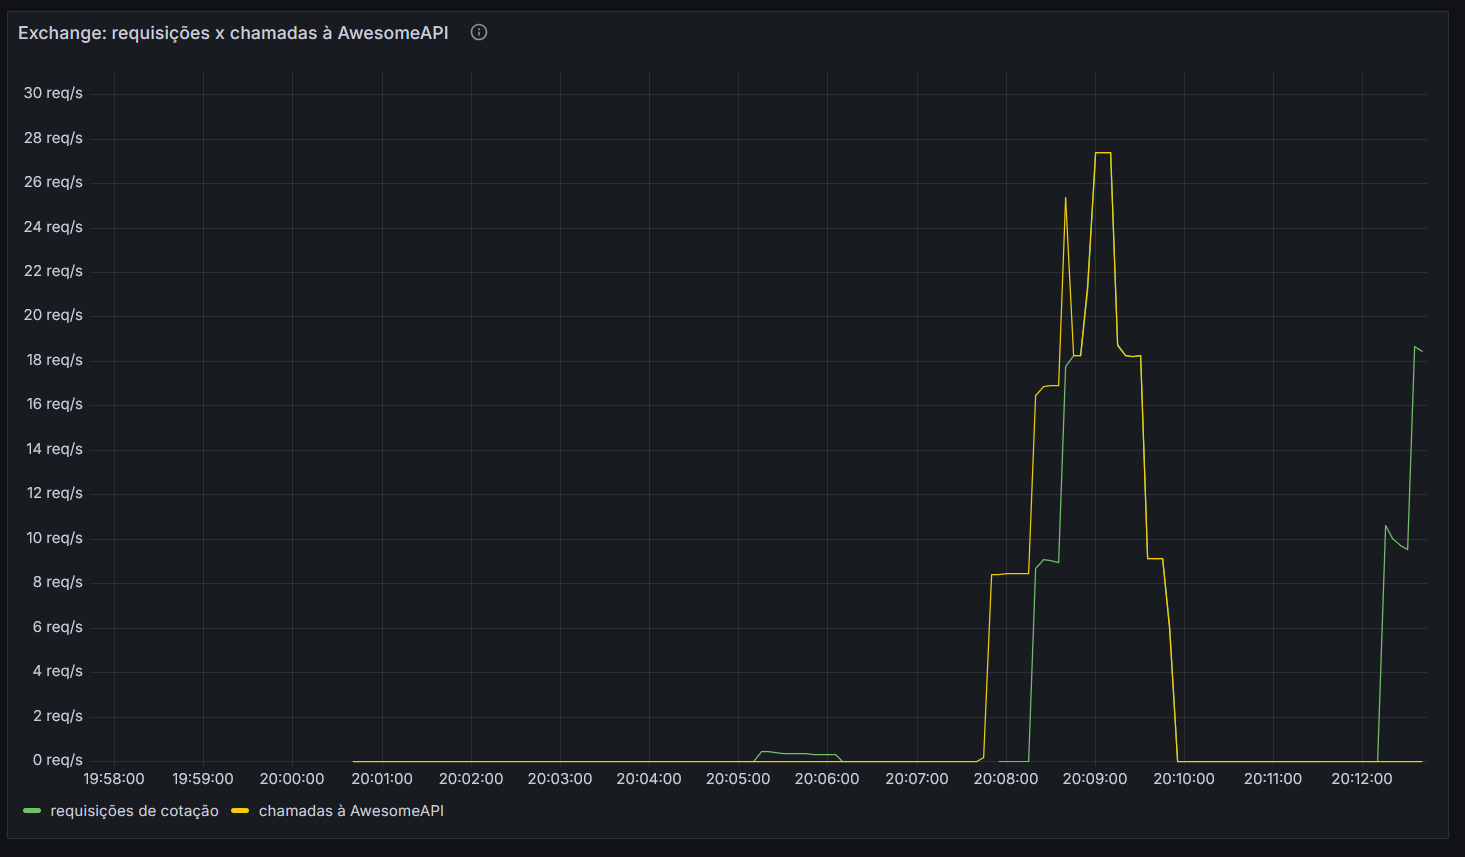 Exchange: requisições x chamadas à AwesomeAPI
30 req/s
28 req/s
26 req/s
24 req/s
22 req/s
20 req/s
18 req/s
16 req/s
14 req/s
12 req/s
10 req/s
8 req/s
6 req/s
4 req/s
2 req/s
0 req/s
19:58:00 19:59:00 20:00:00 20:01:00 20:02:00 20:03:00 20:04:00 20:05:00 20:06:00 20:07:00 20:08:00 20:09:00 20:10:00 20:11:00 20:12:00
requisições de cotação chamadas à AwesomeAPI